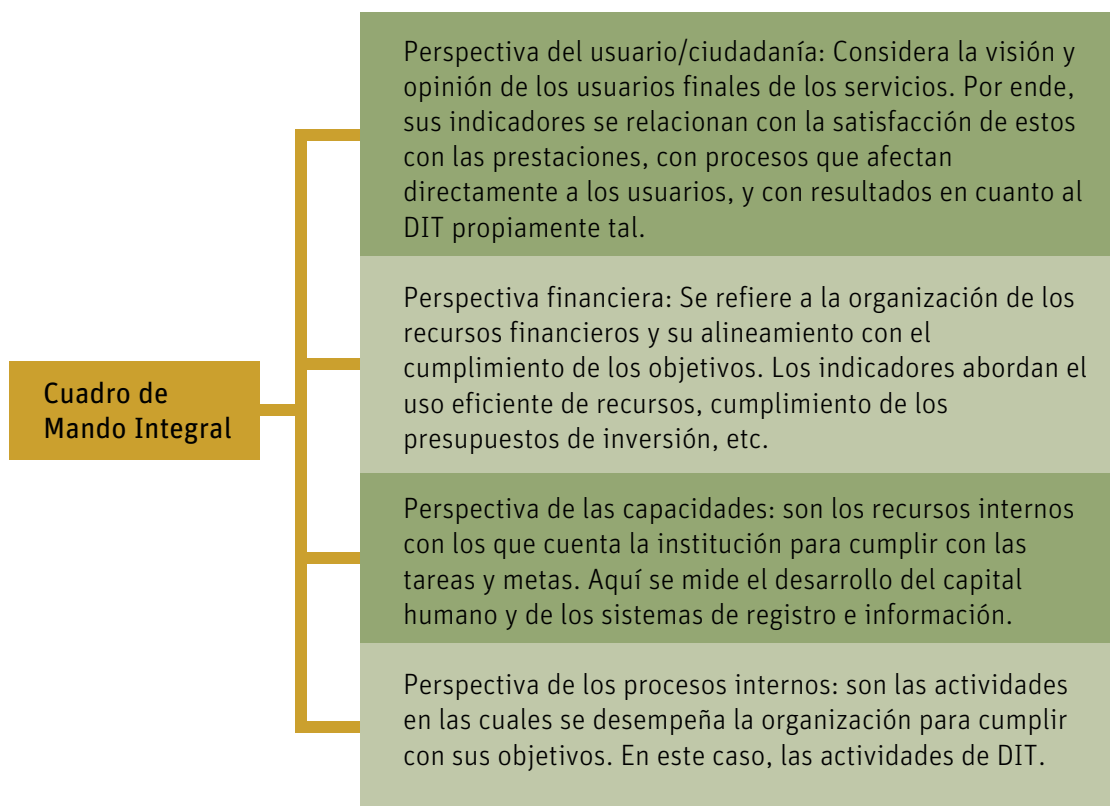 Cuadro de
Mando Integral
Perspectiva del usuario/ciudadanía: Considera la visión y
opinión de los usuarios finales de los servicios. Por ende,
sus indicadores se relacionan con la satisfacción de estos
con las prestaciones, con procesos que afectan
directamente a los usuarios, y con resultados en cuanto al
DIT propiamente tal.
Perspectiva financiera: Se refiere a la organización de los
recursos financieros y su alineamiento con el
cumplimiento de los objetivos. Los indicadores abordan el
uso eficiente de recursos, cumplimiento de los
presupuestos de inversión, etc.
Perspectiva de las capacidades: son los recursos internos
con los que cuenta la institución para cumplir con las
tareas y metas. Aquí se mide el desarrollo del capital
humano y de los sistemas de registro e información.
Perspectiva de los procesos internos: son las actividades
en las cuales se desempeña la organización para cumplir
con sus objetivos. En este caso, las actividades de DIT.